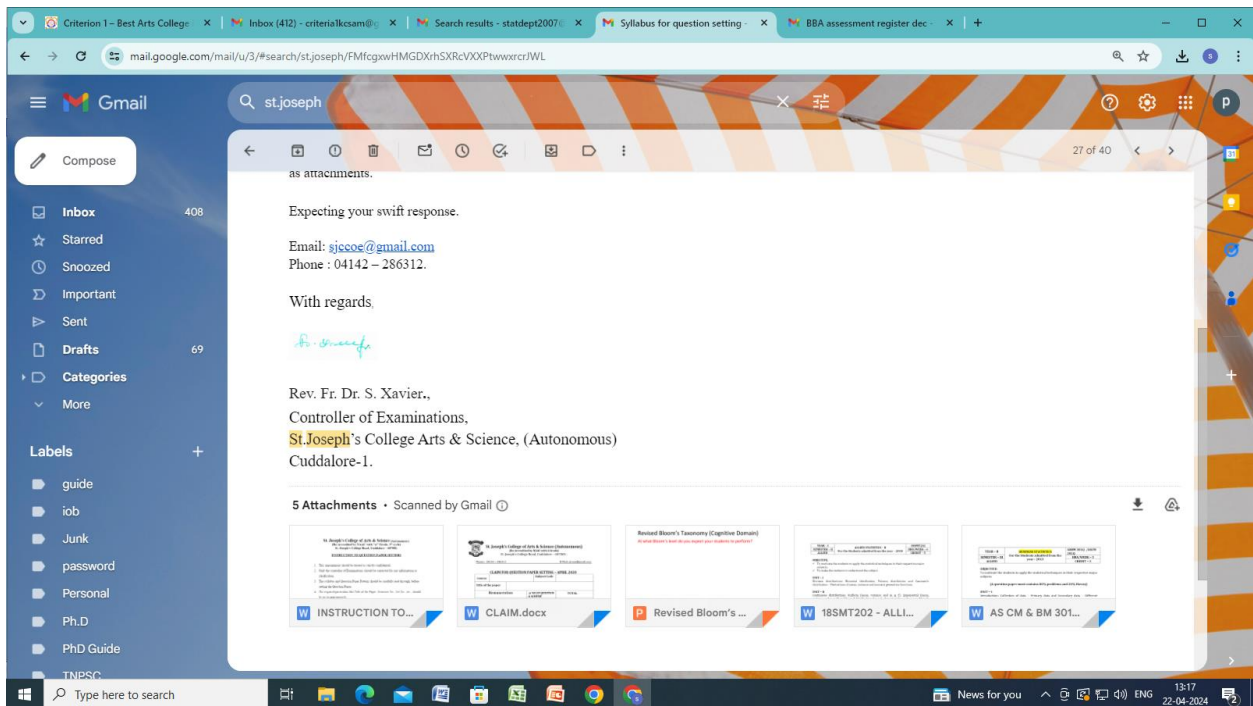 Criterion 1 – Best Arts College
Inbox (412) - criteria1kcsam@g
Search results - statdept2007@
Syllabus for question setting -
BBA assessment register dec -
mail.google.com/mail/u/3/#search/st.joseph/FMfcgxwHMGDXrhSXRcVXXPtwwxrcrJWL
Gmail
st.joseph
Compose
27 of 40
as attachments.
Inbox 408
Starred
Snoozed
Important
Sent
Drafts 69
Categories
More
Labels
guide
iob
Junk
password
Personal
Ph.D
PhD Guide
TNPSC
Expecting your swift response.
Email: sjccoe@gmail.com
Phone : 04142 – 286312.
With regards,
Rev. Fr. Dr. S. Xavier.,
Controller of Examinations,
St.Joseph's College Arts & Science, (Autonomous)
Cuddalore-1.
5 Attachments • Scanned by Gmail
Revised Bloom's Taxonomy (Cognitive Domain)
INSTRUCTION TO...
CLAIM.docx
Revised Bloom's ...
18SMT202 - ALLI...
AS CM & BM 301...
Type here to search
News for you
ENG
13:17
22-04-2024